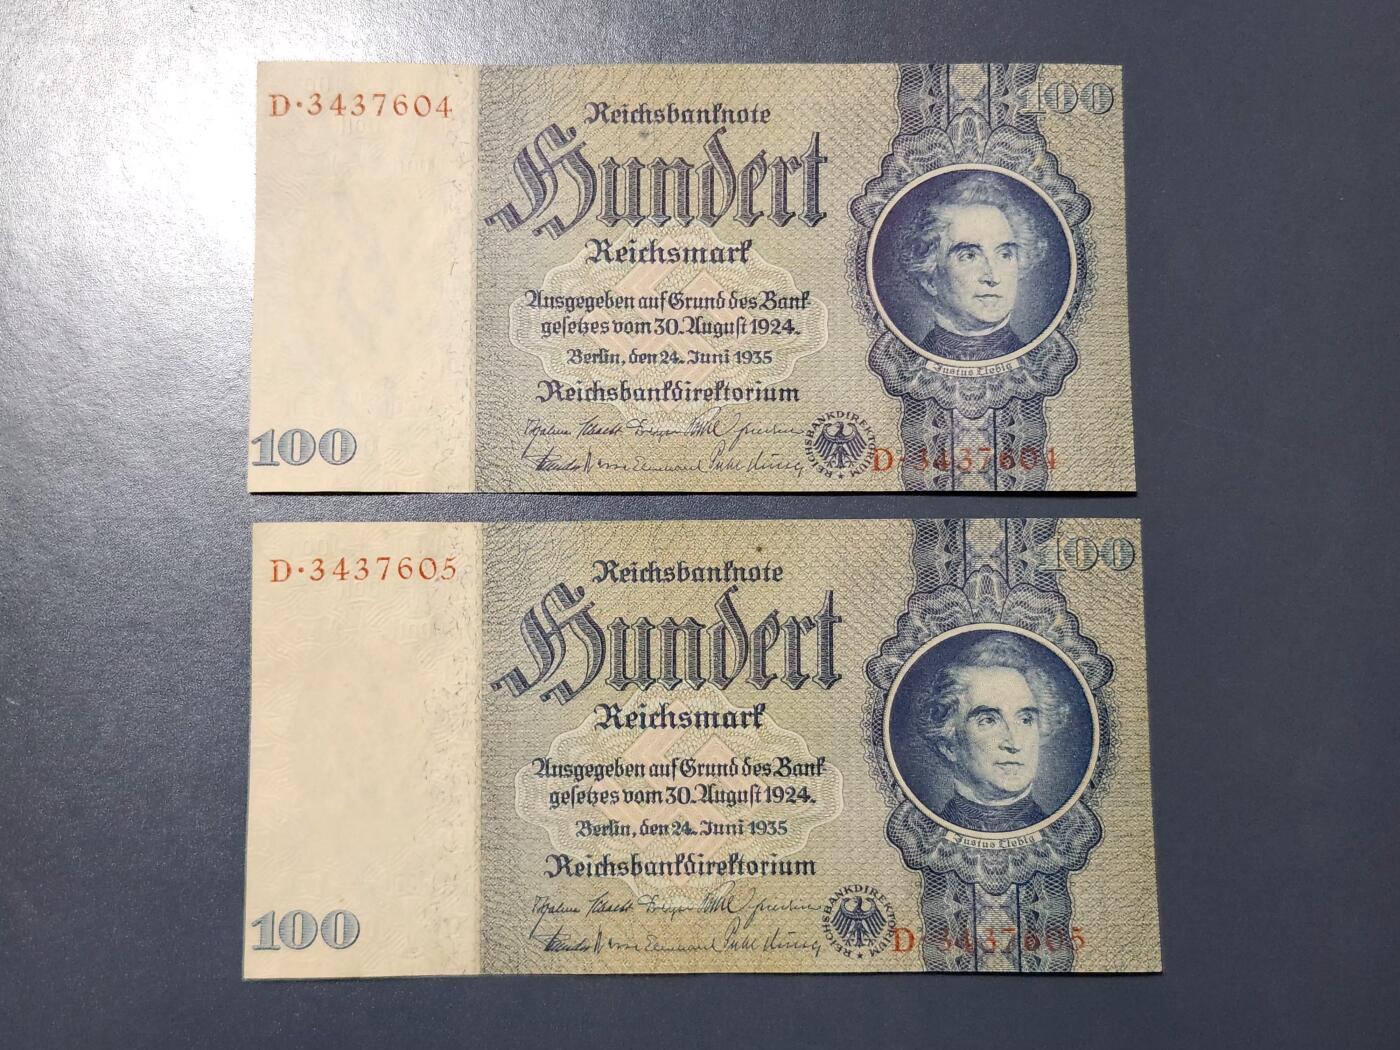 D·3437604
100
Reichsbanknote
Hundert
Reichsmark
Ausgegeben auf Grund des Bank-
gesetzes vom 30. August 1924.
Berlin, den 24. Juni 1935
Reichsbankdirektorium
REICHSBANKDIREKTORIUM
Justus Liebig
D·3437604
100
D·3437605
100
Reichsbanknote
Hundert
Reichsmark
Ausgegeben auf Grund des Bank-
gesetzes vom 30. August 1924.
Berlin, den 24. Juni 1935
Reichsbankdirektorium
REICHSBANKDIREKTORIUM
Justus Liebig
D·3437605
100